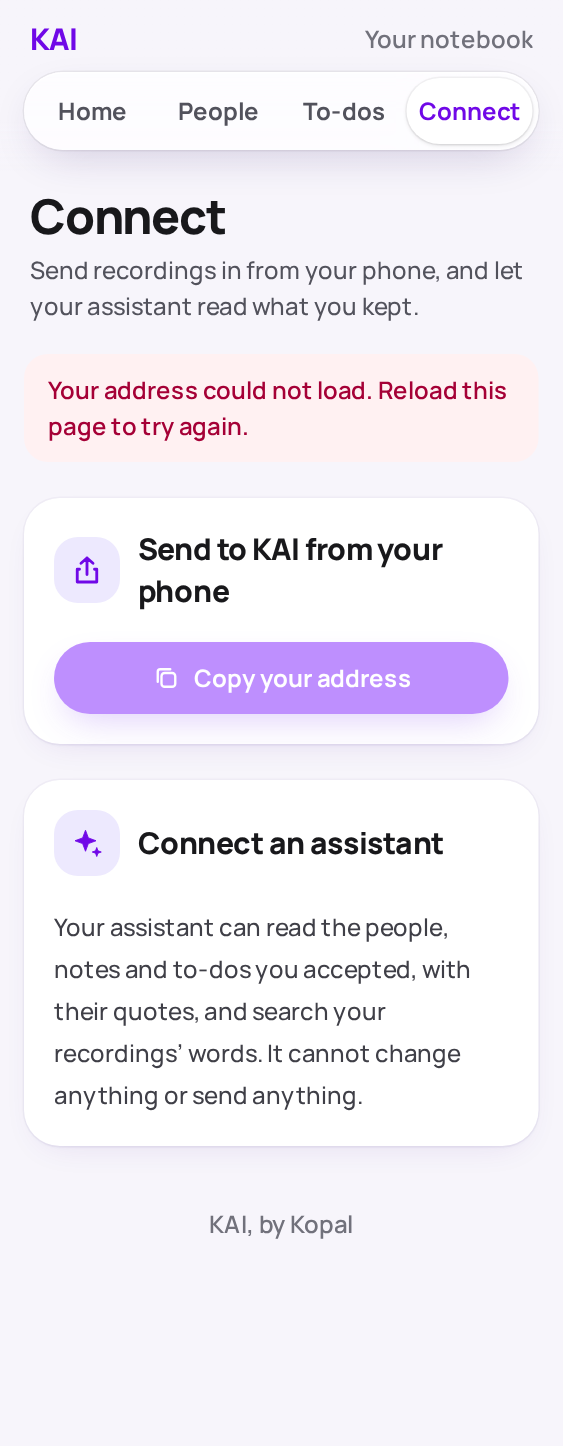 KAI
Your notebook
Home
People
To-dos
Connect
Connect
Send recordings in from your phone, and let
your assistant read what you kept.
Your address could not load. Reload this
page to try again.
Send to KAI from your
phone
Copy your address
Connect an assistant
Your assistant can read the people,
notes and to-dos you accepted, with
their quotes, and search your
recordings’ words. It cannot change
anything or send anything.
KAI, by Kopal